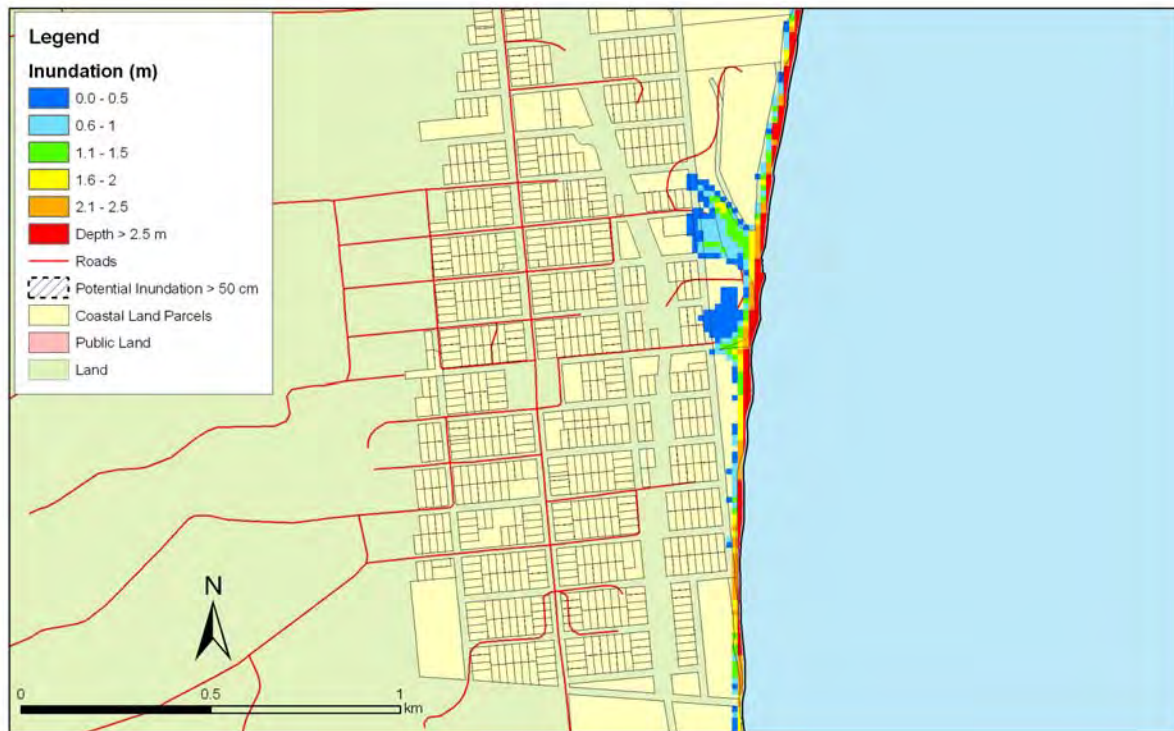 Legend
Inundation (m)
0.0 - 0.5
0.6 - 1
1.1 - 1.5
1.6 - 2
2.1 - 2.5
Depth > 2.5 m
Roads
Potential Inundation > 50 cm
Coastal Land Parcels
Public Land
Land
N
0 0.5 1
km